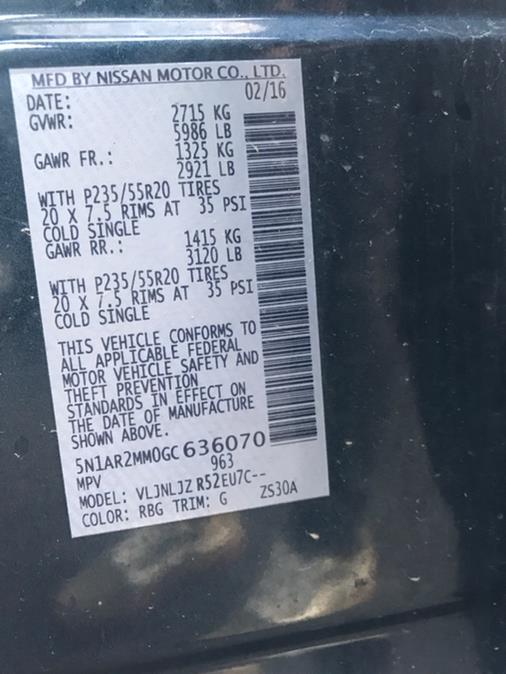 MFD BY NISSAN MOTOR CO., LTD.
DATE: 02/16
GVWR: 2715 KG
5986 LB
GAWR FR.: 1325 KG
2921 LB
WITH P235/55R20 TIRES
20 X 7.5 RIMS AT 35 PSI
COLD SINGLE
GAWR RR.: 1415 KG
3120 LB
WITH P235/55R20 TIRES
20 X 7.5 RIMS AT 35 PSI
COLD SINGLE
THIS VEHICLE CONFORMS TO
ALL APPLICABLE FEDERAL
MOTOR VEHICLE SAFETY AND
THEFT PREVENTION
STANDARDS IN EFFECT ON
THE DATE OF MANUFACTURE
SHOWN ABOVE.
5N1AR2MM0GC636070
MPV 963
MODEL: VLJNLJZ R52EU7C--
COLOR: RBG TRIM: G ZS30A